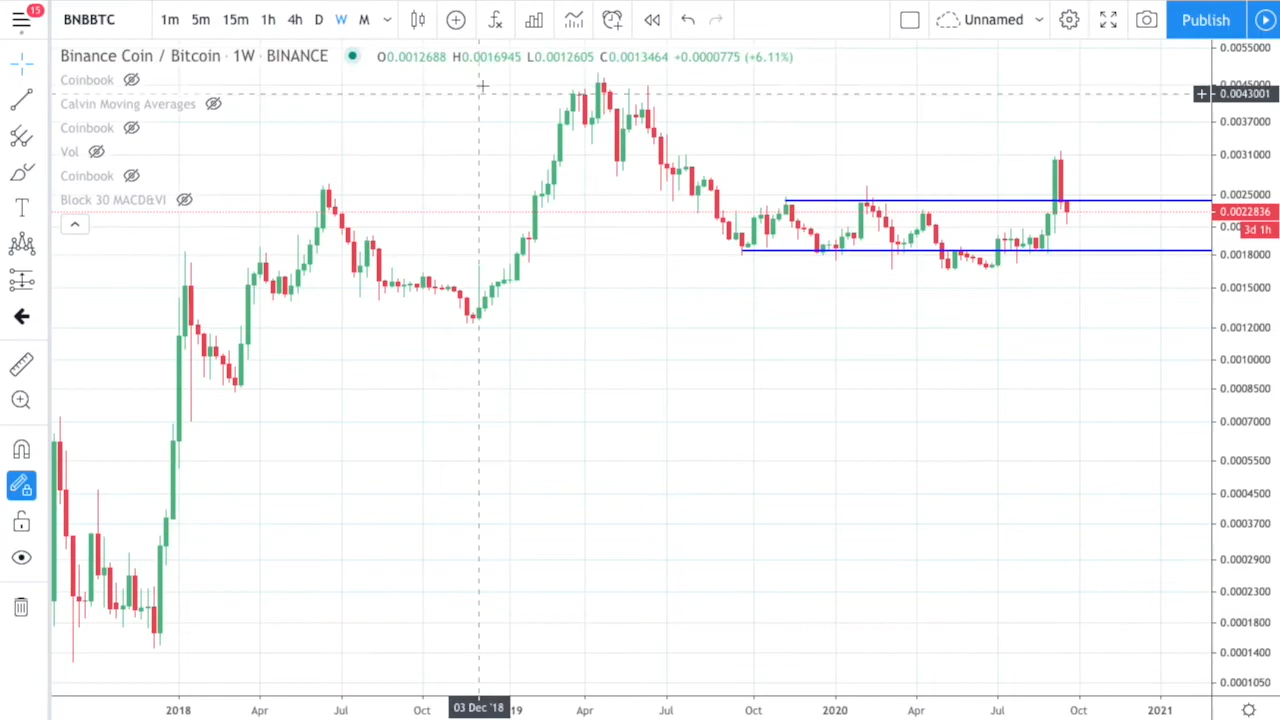 15
BNBBTC
1m 5m 15m 1h 4h D W M
Unnamed
Publish
Binance Coin / Bitcoin · 1W · BINANCE
O0.0012688 H0.0016945 L0.0012605 C0.0013464 +0.0000775 (+6.11%)
Coinbook
Calvin Moving Averages
Coinbook
Vol
Coinbook
Block 30 MACD&VI
T
0.0055000
0.0043001
0.0037000
0.0031000
0.0025000
0.0022836
3d 1h
0.0018000
0.0015000
0.0012000
0.0010000
0.0008500
0.0007000
0.0005500
0.0004500
0.0003700
0.0002900
0.0002300
0.0001800
0.0001400
0.0001050
2018 Apr Jul Oct 03 Dec '18 19 Apr Jul Oct 2020 Apr Jul Oct 2021